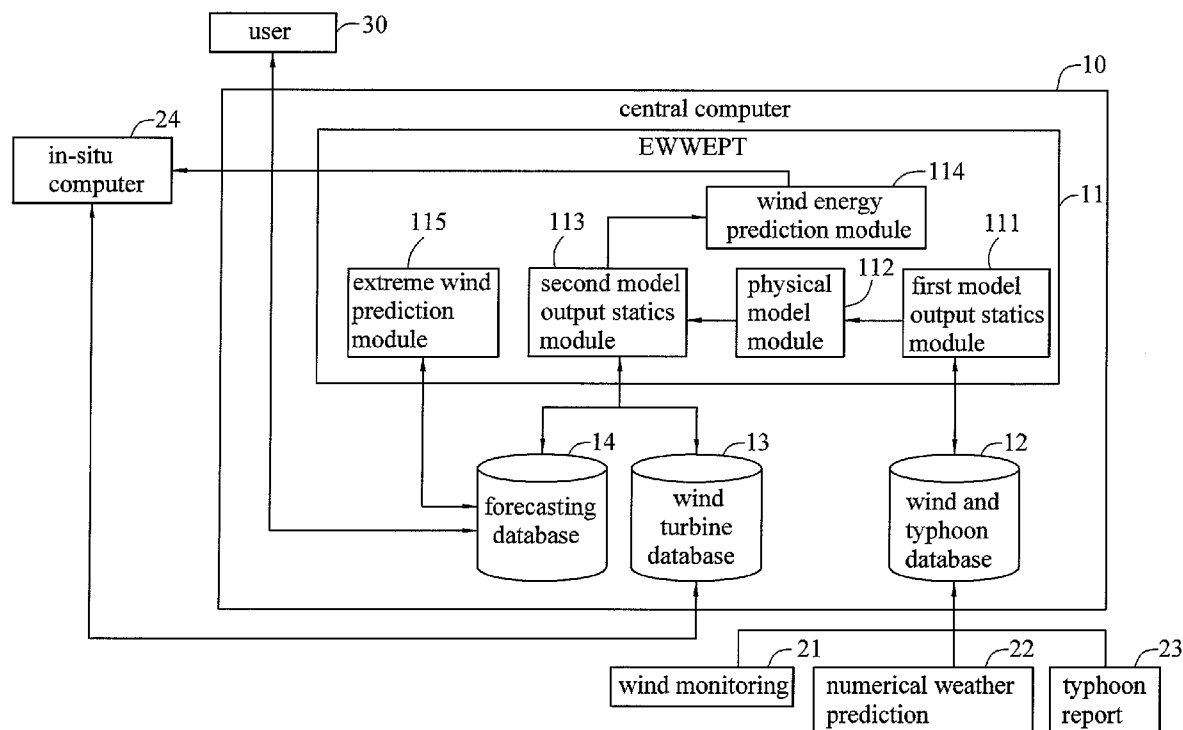 user
30
10
central computer
24
in-situ
computer
EWWEPT
114
wind energy
prediction module
11
115
extreme wind
prediction
module
113
second model
output statics
module
112
physical
model
module
111
first model
output statics
module
14
forecasting
database
13
wind
turbine
database
12
wind and
typhoon
database
21
wind monitoring
22
numerical weather
prediction
23
typhoon
report